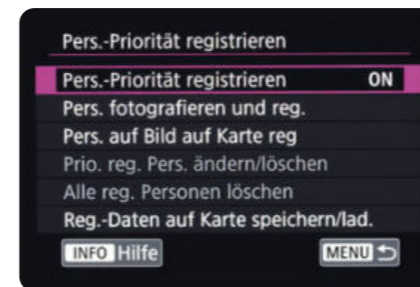 Pers.-Priorität registrieren
Pers.-Priorität registrieren ON
Pers. fotografieren und reg.
Pers. auf Bild auf Karte reg
Prio. reg. Pers. ändern/löschen
Alle reg. Personen löschen
Reg.-Daten auf Karte speichern/lad.
INFO Hilfe MENU